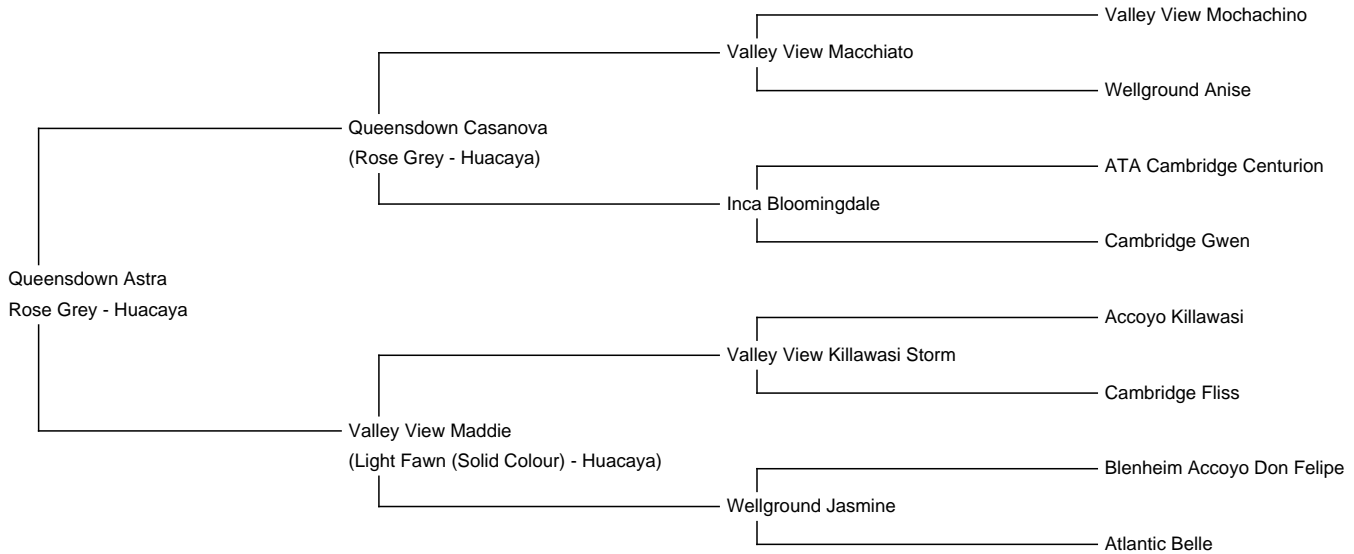 Valley View Mochachino
Valley View Macchiato
Wellground Anise
Queensdown Casanova
(Rose Grey - Huacaya)
ATA Cambridge Centurion
Inca Bloomingdale
Cambridge Gwen
Queensdown Astra
Rose Grey - Huacaya
Accoyo Killawasi
Valley View Killawasi Storm
Cambridge Fliss
Valley View Maddie
(Light Fawn (Solid Colour) - Huacaya)
Blenheim Accoyo Don Felipe
Wellground Jasmine
Atlantic Belle